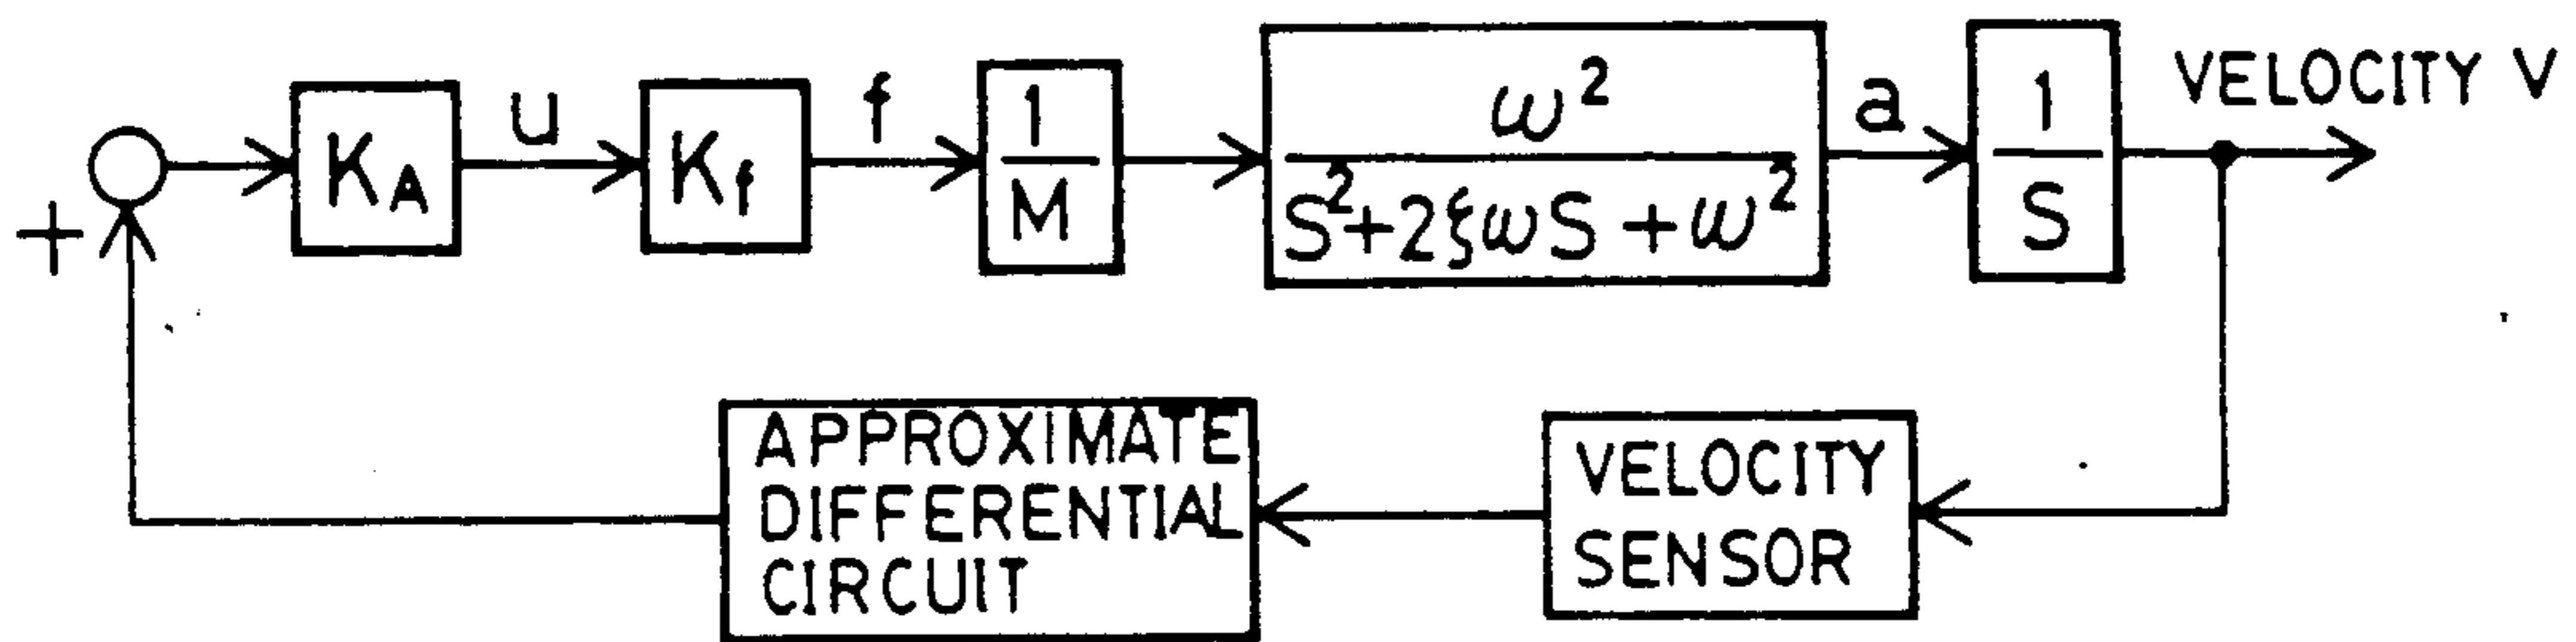 +
K_A
u
K_f
f
1
M
ω²
S²+2ξωS+ω²
a
1
S
VELOCITY V
APPROXIMATE
DIFFERENTIAL
CIRCUIT
VELOCITY
SENSOR